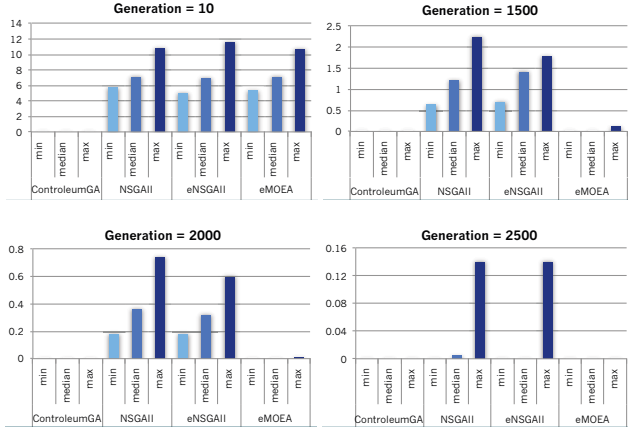 Generation = 10
14
12
10
8
6
4
2
0
min
median
max
min
median
max
min
median
max
min
median
max
ControleumGA NSGAII eNSGAII eMOEA
Generation = 1500
2.5
2
1.5
1
0.5
0
min
median
max
min
median
max
min
median
max
min
median
max
ControleumGA NSGAII eNSGAII eMOEA
Generation = 2000
0.8
0.6
0.4
0.2
0
min
median
max
min
median
max
min
median
max
min
median
max
ControleumGA NSGAII eNSGAII eMOEA
Generation = 2500
0.16
0.12
0.08
0.04
0
min
median
max
min
median
max
min
median
max
min
median
max
ControleumGA NSGAII eNSGAII eMOEA